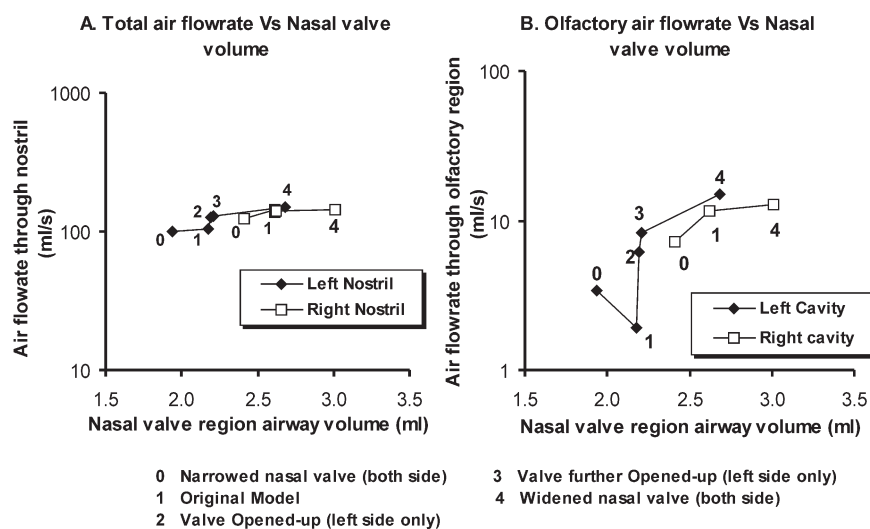 A. Total air flowrate Vs Nasal valve
volume
Air flowate through nostril
(ml/s)
1000
100
10
0
1
2
3
4
0
1
4
Left Nostril
Right Nostril
1.5
2.0
2.5
3.0
3.5
Nasal valve region airway volume (ml)
B. Olfactory air flowrate Vs Nasal
valve volume
Air flowrate through olfactory region
(ml/s)
100
10
1
0
1
2
3
4
0
1
4
Left Cavity
Right cavity
1.5
2.0
2.5
3.0
3.5
Nasal valve region airway volume (ml)
0 Narrowed nasal valve (both side)
1 Original Model
2 Valve Opened-up (left side only)
3 Valve further Opened-up (left side only)
4 Widened nasal valve (both side)